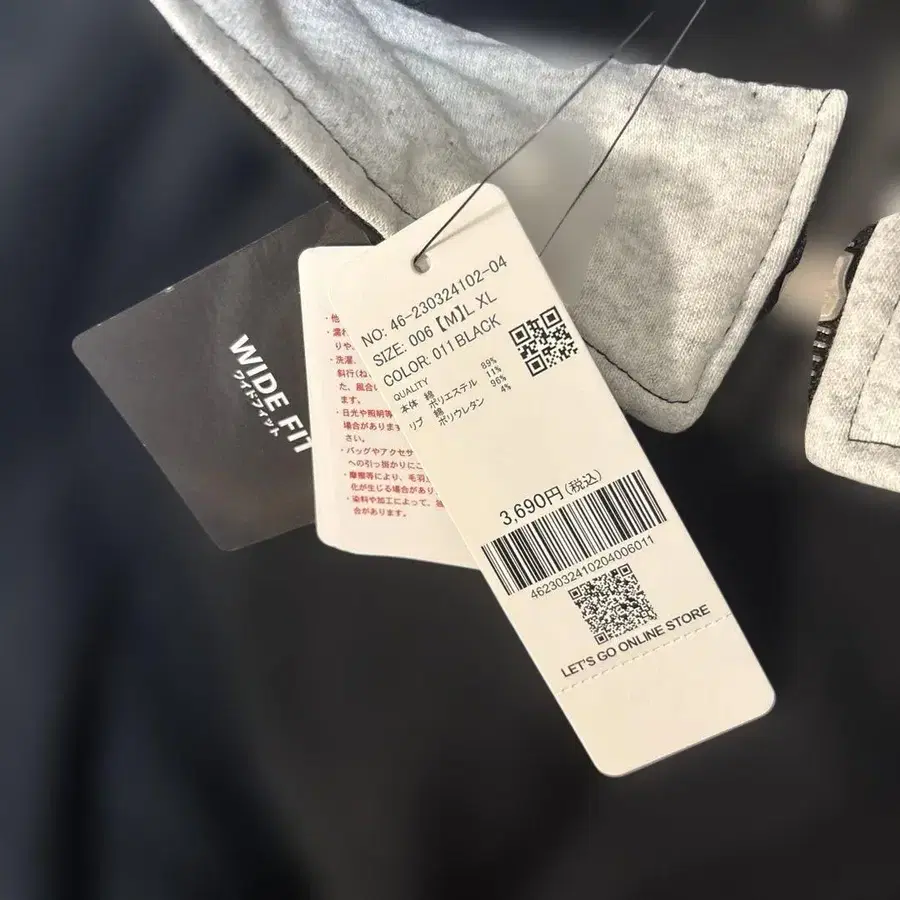 WIDE FIT
ワイドフィット
・他
・濡れ
りや
・洗濯
斜行(ね
た、風合い
ます。
・日光や照明等
場合があります
さい。
・バッグやアクセサ
への引っ掛かりにご
・摩擦等により、毛羽
化が生じる場合があり
・染料や加工によって、独
合があります。
NO: 46-230324102-04
SIZE: 006【M】L XL
COLOR: 011 BLACK
QUALITY
本体 綿 89%
ポリエステル 11%
リブ 綿 96%
ポリウレタン 4%
3,690円(税込)
4623032410204006011
LET'S GO ONLINE STORE